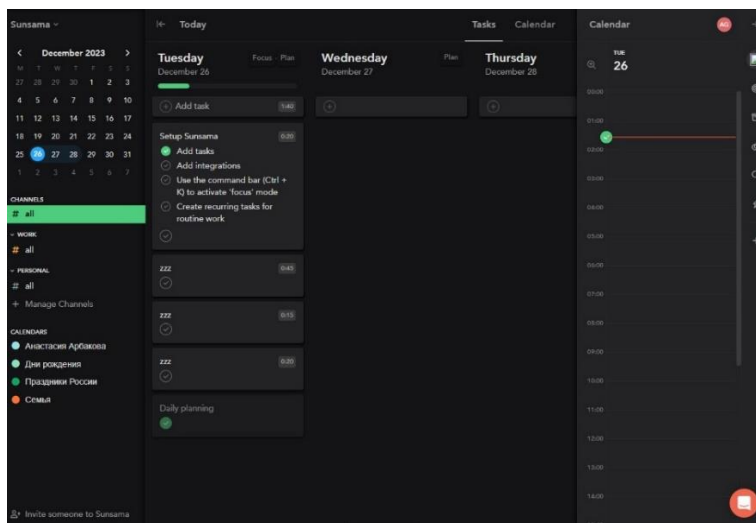 Sunsama
December 2023
M T W T F S S
27 28 29 30 1 2 3
4 5 6 7 8 9 10
11 12 13 14 15 16 17
18 19 20 21 22 23 24
25 26 27 28 29 30 31
1 2 3 4 5 6 7
CHANNELS
# all
WORK
# all
PERSONAL
# all
+ Manage Channels
CALENDARS
Анастасия Арбакова
Дни рождения
Праздники России
Семья
Invite someone to Sunsama
Today
Tasks Calendar
Tuesday Focus · Plan
December 26
Add task 1:40
Setup Sunsama 0:20
Add tasks
Add integrations
Use the command bar (Ctrl +
K) to activate 'focus' mode
Create recurring tasks for
routine work
zzz 0:45
zzz 0:15
zzz 0:20
Daily planning
Wednesday Plan
December 27
Thursday
December 28
Calendar
TUE
26
00:00
01:00
02:00
03:00
04:00
05:00
06:00
07:00
08:00
09:00
10:00
11:00
12:00
13:00
14:00